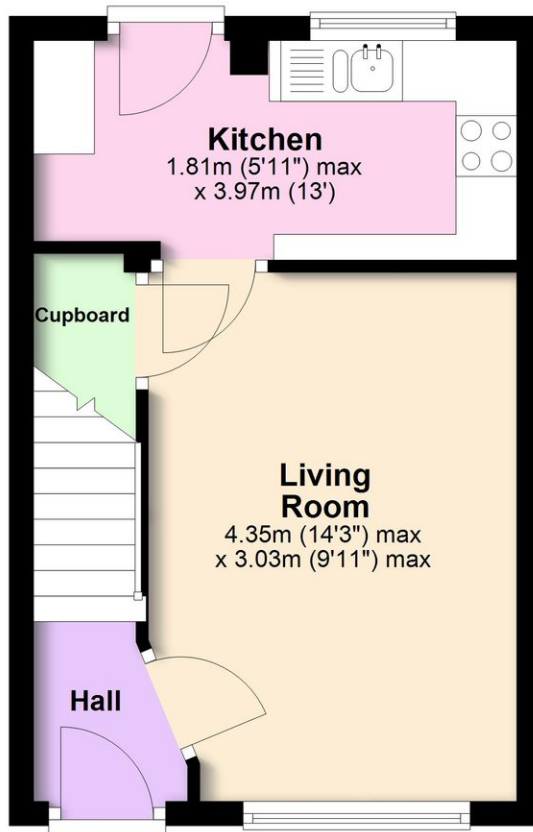 Kitchen
1.81m (5'11") max
x 3.97m (13')
Cupboard
Living
Room
4.35m (14'3") max
x 3.03m (9'11") max
Hall